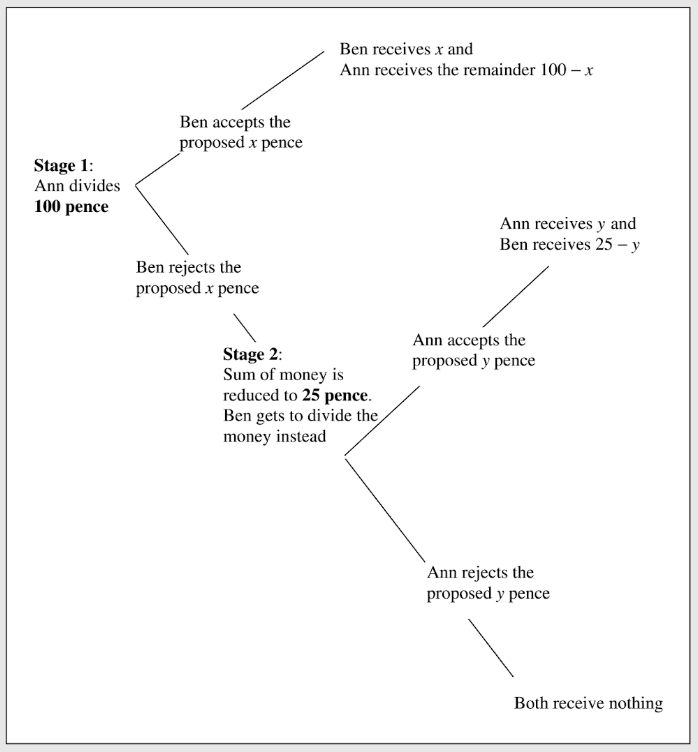 Ben receives x and
Ann receives the remainder 100 – x
Ben accepts the
proposed x pence
Stage 1:
Ann divides
100 pence
Ann receives y and
Ben receives 25 – y
Ben rejects the
proposed x pence
Ann accepts the
proposed y pence
Stage 2:
Sum of money is
reduced to 25 pence.
Ben gets to divide the
money instead
Ann rejects the
proposed y pence
Both receive nothing